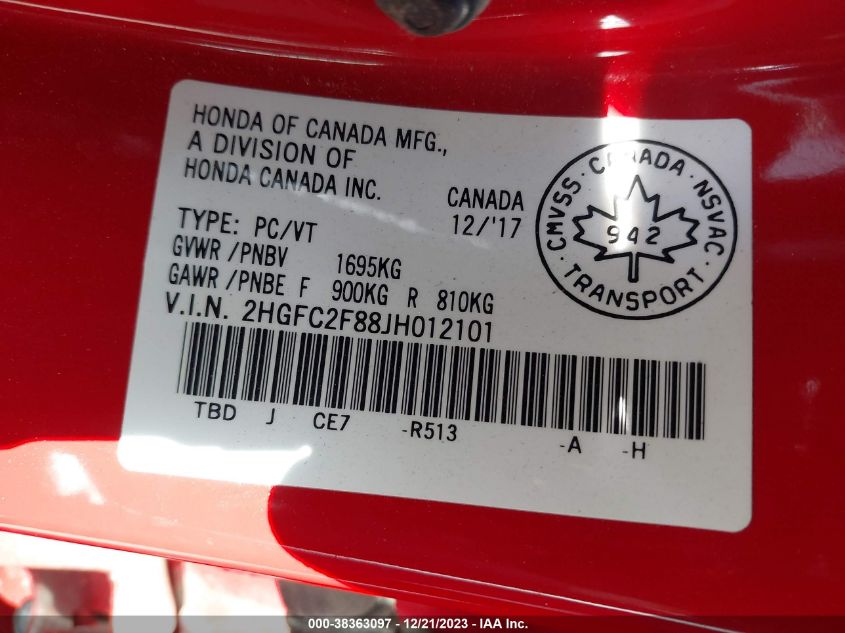 HONDA OF CANADA MFG.,
A DIVISION OF
HONDA CANADA INC.
CANADA
12/'17
TYPE: PC/VT
GVWR /PNBV 1695KG
GAWR /PNBE F 900KG R 810KG
V.I.N. 2HGFC2F88JH012101
TBD J CE7 -R513 -A -H
CMVSS · CANADA · NSVAC
942
· TRANSPORT ·
000-38363097 - 12/21/2023 - IAA Inc.